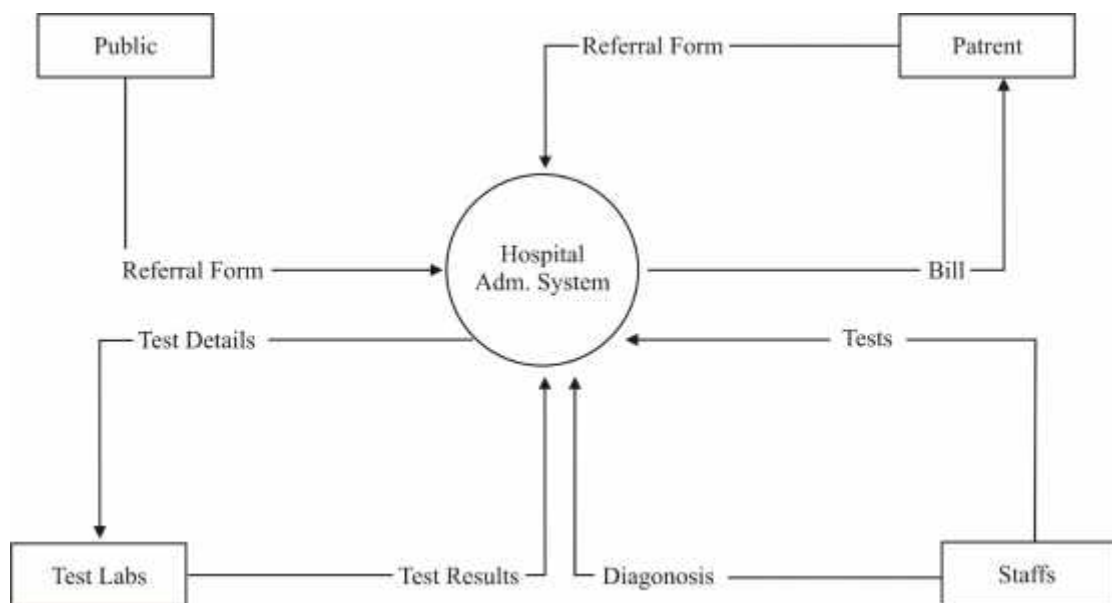 Public
Referral Form
Patrent
Hospital
Adm. System
Referral Form
Bill
Test Details
Tests
Test Labs
Test Results
Diagonosis
Staffs